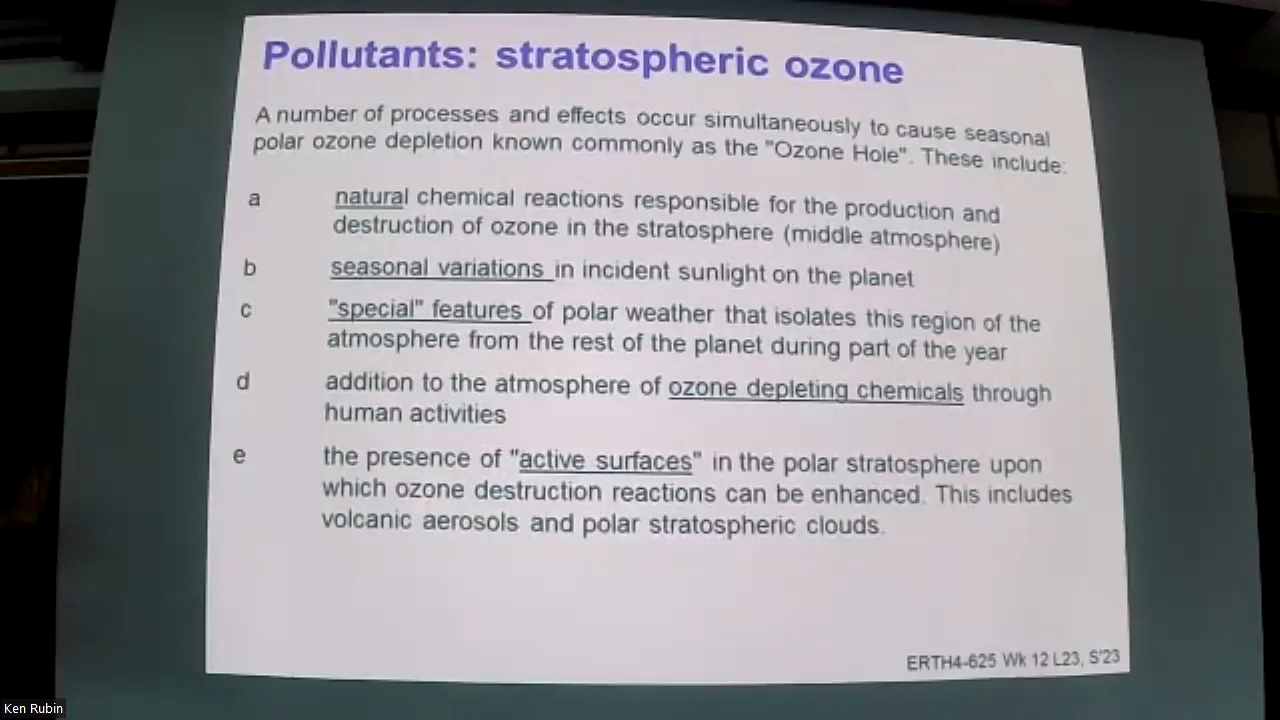 Pollutants: stratospheric ozone
A number of processes and effects occur simultaneously to cause seasonal
polar ozone depletion known commonly as the "Ozone Hole". These include:
a natural chemical reactions responsible for the production and
destruction of ozone in the stratosphere (middle atmosphere)
b seasonal variations in incident sunlight on the planet
c "special" features of polar weather that isolates this region of the
atmosphere from the rest of the planet during part of the year
d addition to the atmosphere of ozone depleting chemicals through
human activities
e the presence of "active surfaces" in the polar stratosphere upon
which ozone destruction reactions can be enhanced. This includes
volcanic aerosols and polar stratospheric clouds.
ERTH4-625 Wk 12 L23, S'23
Ken Rubin